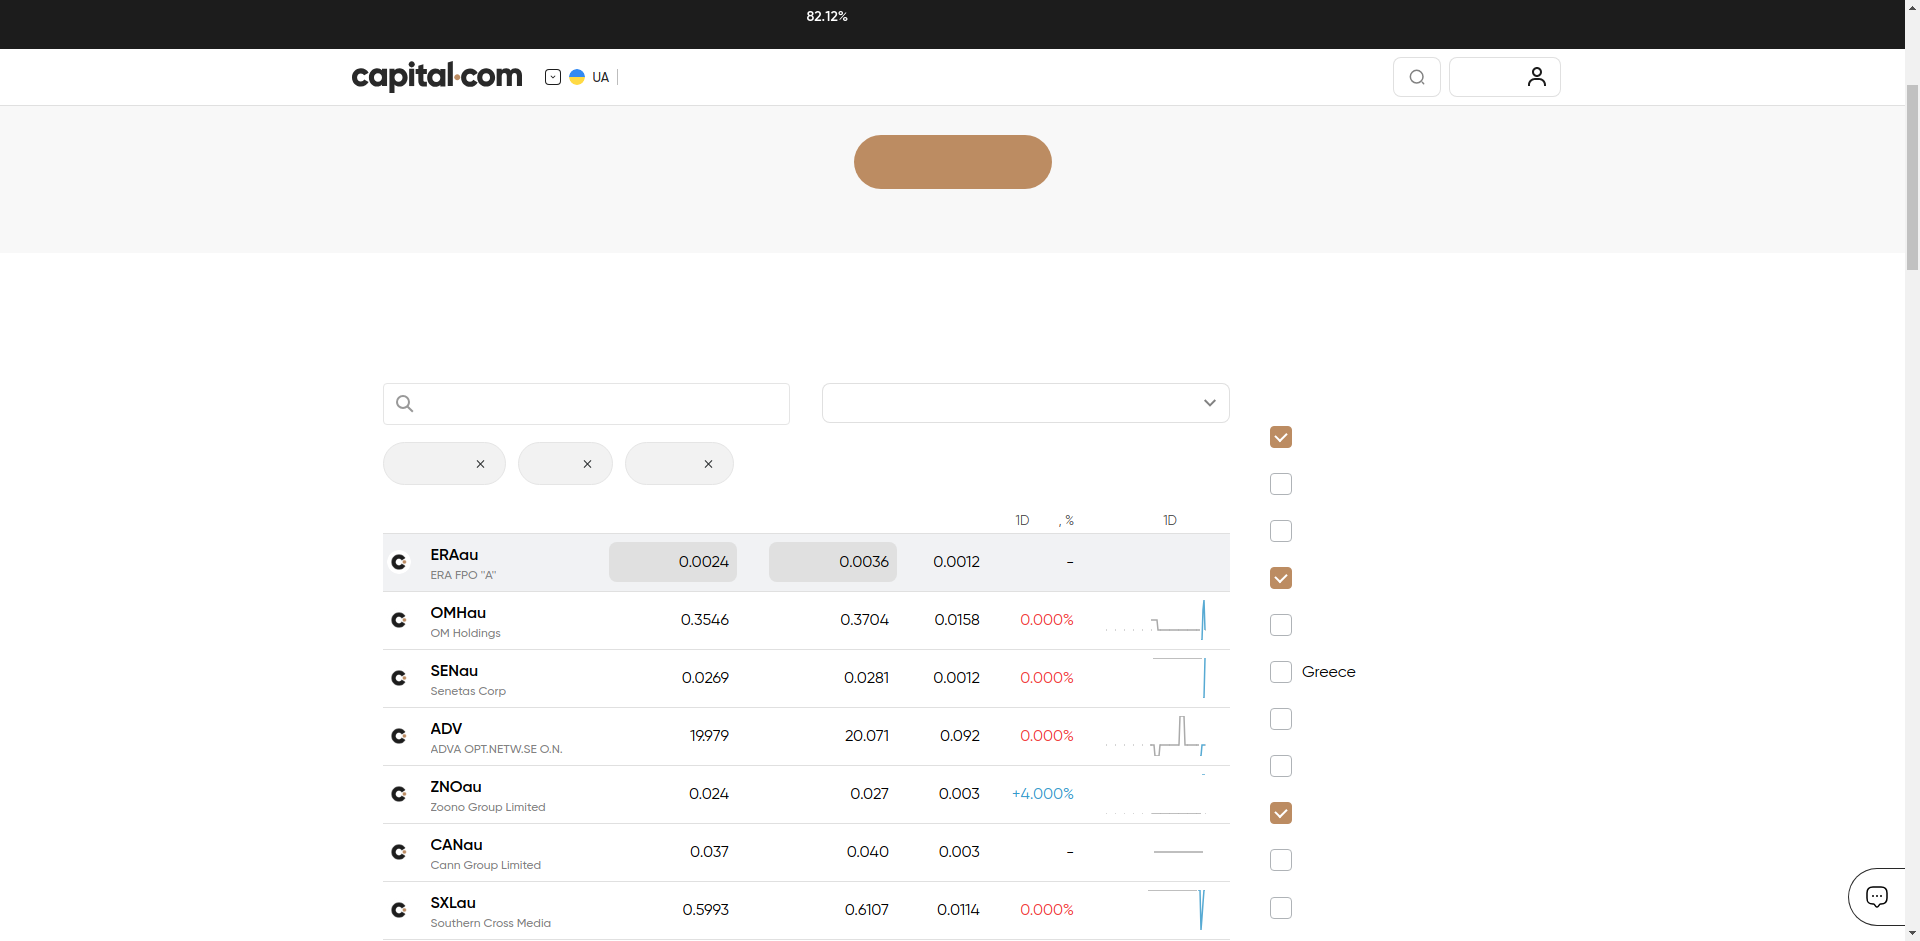 82.12%
capital.com
UA
1D , % 1D
ERAau 0.0024 0.0036 0.0012 -
ERA FPO "A"
OMHau 0.3546 0.3704 0.0158 0.000%
OM Holdings
SENau 0.0269 0.0281 0.0012 0.000%
Senetas Corp
Greece
ADV 19.979 20.071 0.092 0.000%
ADVA OPT.NETW.SE O.N.
ZNOau 0.024 0.027 0.003 +4.000%
Zoono Group Limited
CANau 0.037 0.040 0.003 -
Cann Group Limited
SXLau 0.5993 0.6107 0.0114 0.000%
Southern Cross Media